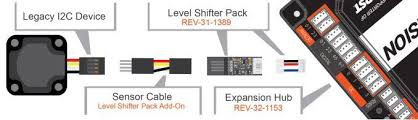 Legacy I2C Device
Level Shifter Pack
REV-31-1389
Sensor Cable
Level Shifter Pack Add-On
Expansion Hub
REV-32-1153